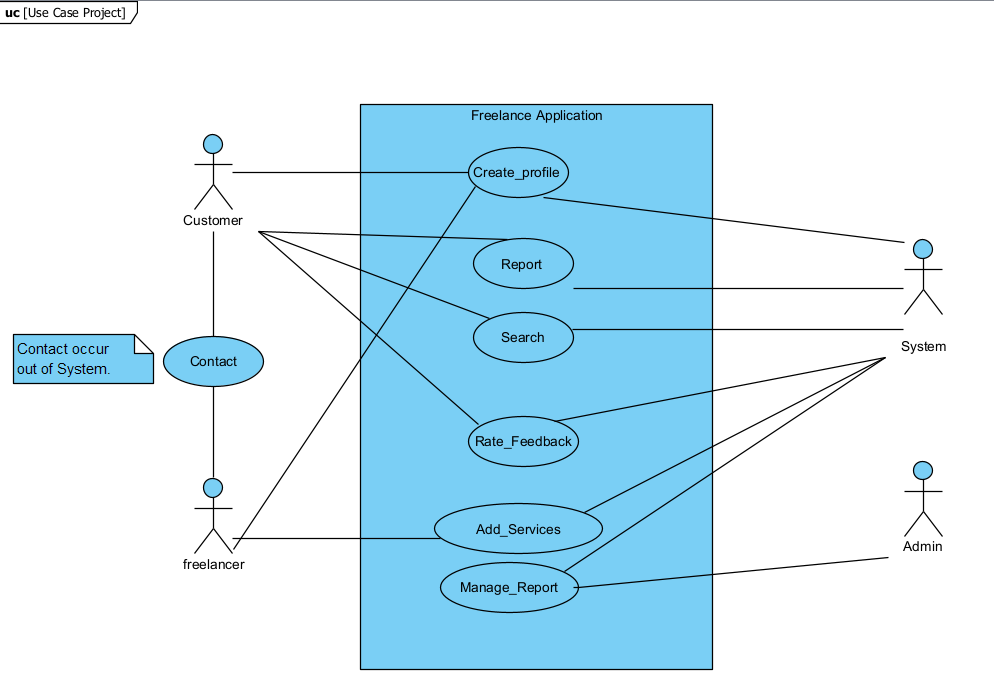 uc [Use Case Project]
Freelance Application
Customer
Create_profile
Report
Search
System
Contact occur
out of System.
Contact
Rate_Feedback
Add_Services
freelancer
Admin
Manage_Report